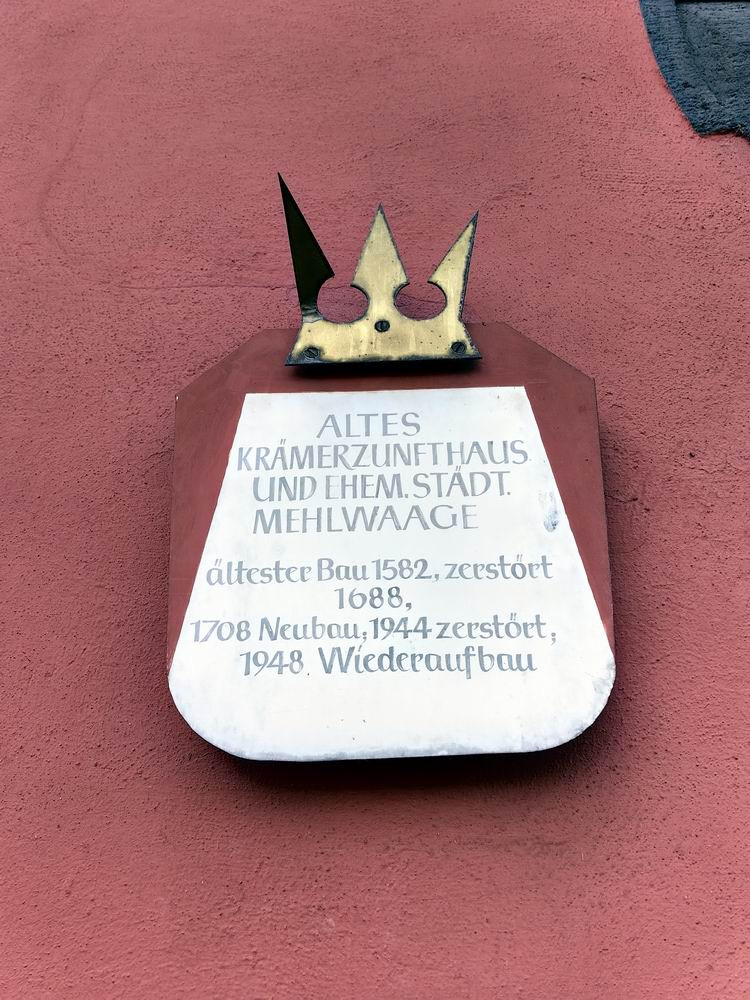 ALTES
KRÄMERZUNFTHAUS
UND EHEM. STÄDT.
MEHLWAAGE
ältester Bau 1582, zerstört
1688,
1708 Neubau, 1944 zerstört,
1948 Wiederaufbau